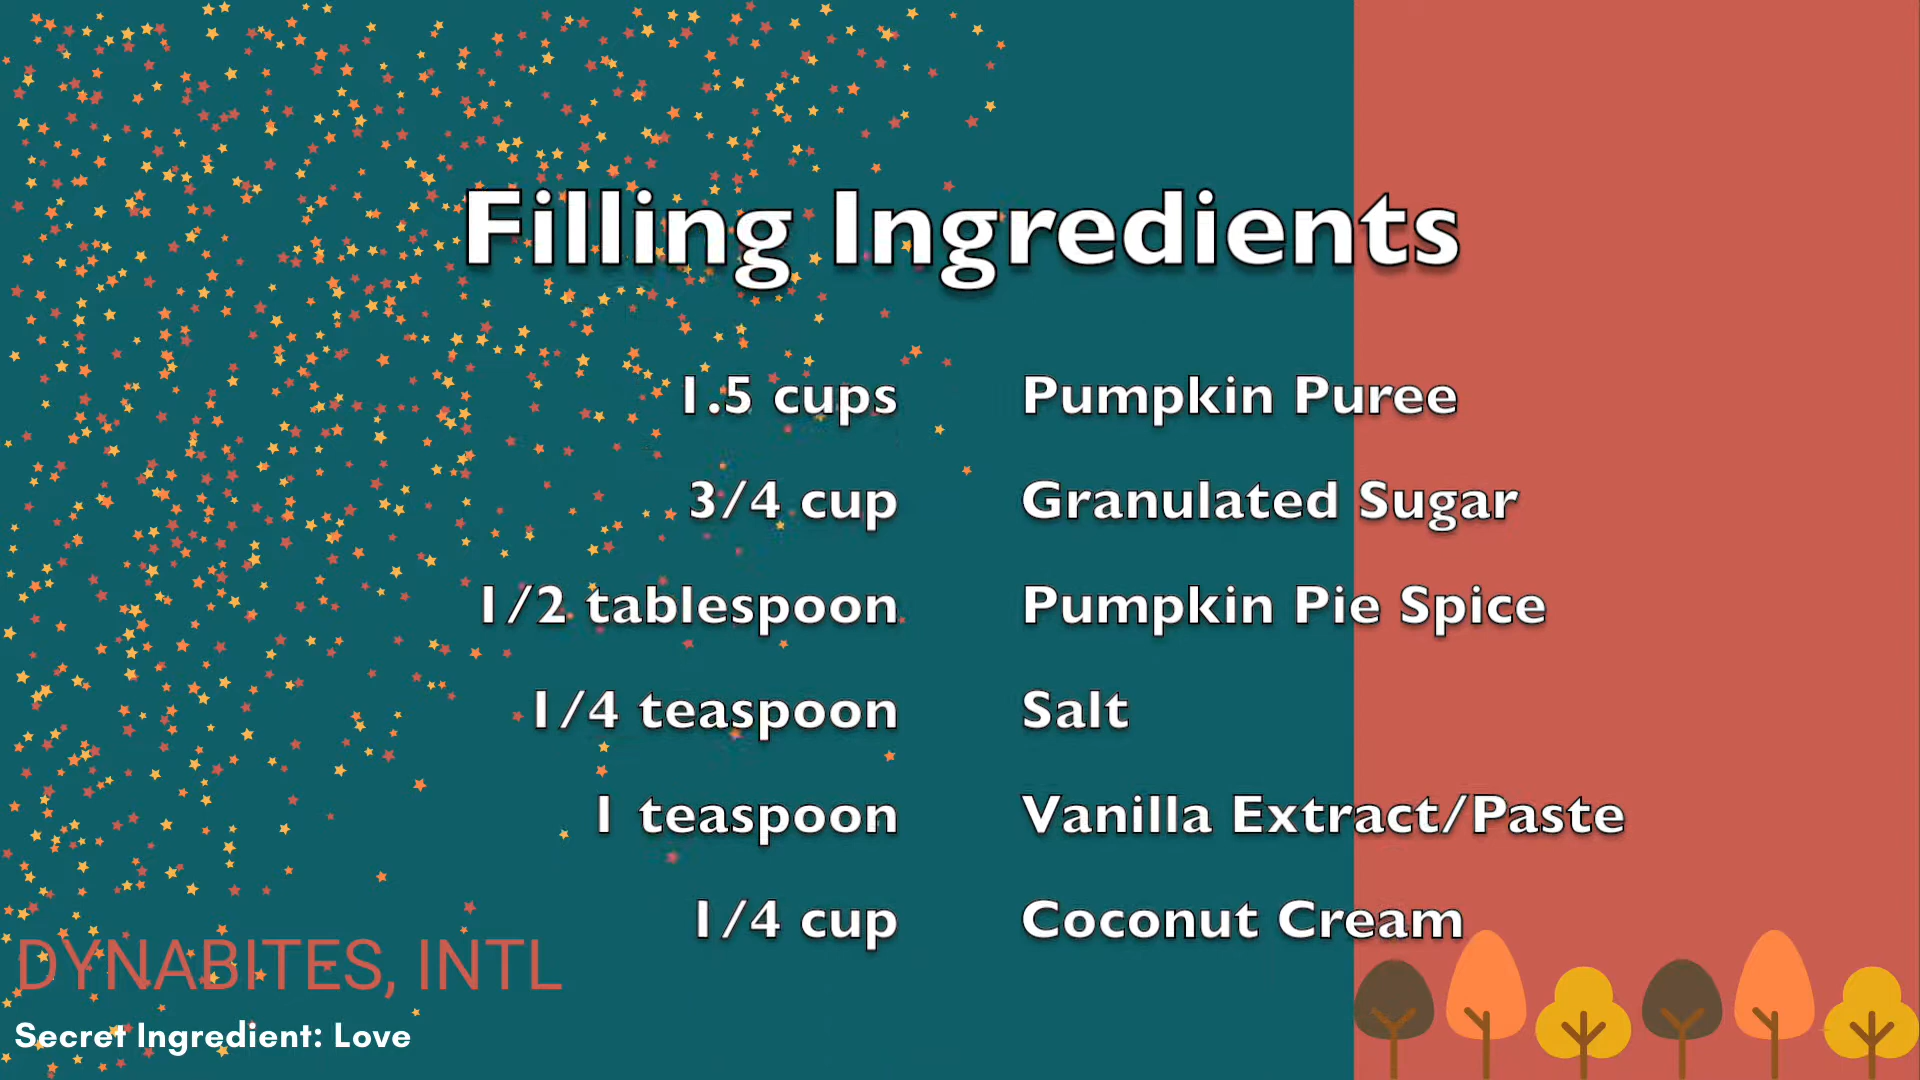 Filling Ingredients
1.5 cups Pumpkin Puree
3/4 cup Granulated Sugar
1/2 tablespoon Pumpkin Pie Spice
1/4 teaspoon Salt
1 teaspoon Vanilla Extract/Paste
1/4 cup Coconut Cream
DYNABITES, INTL
Secret Ingredient: Love